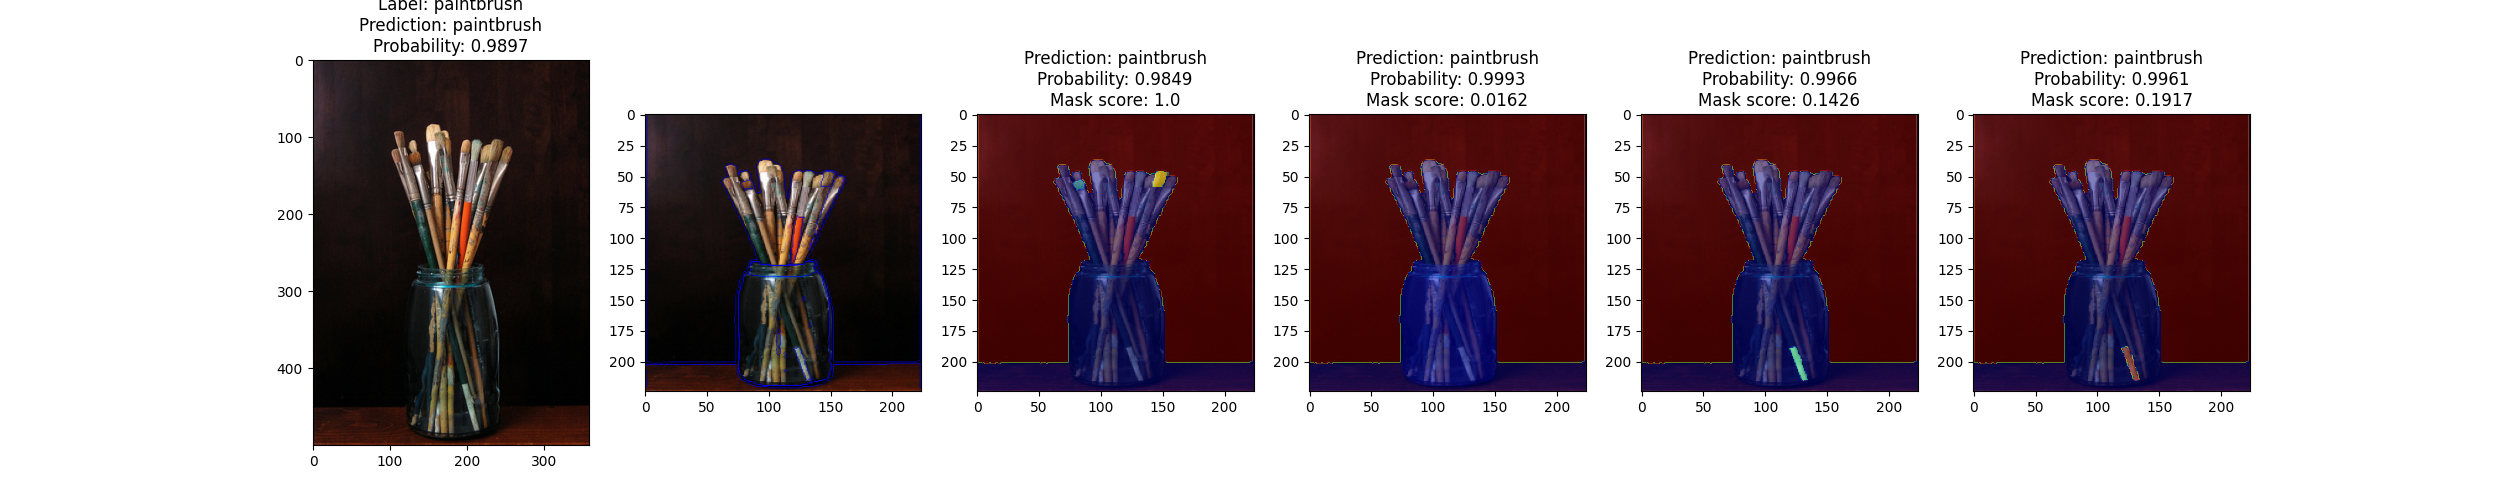 Label: paintbrush
Prediction: paintbrush
Probability: 0.9897
0
100
200
300
400
0 100 200 300
0
25
50
75
100
125
150
175
200
0 50 100 150 200
Prediction: paintbrush
Probability: 0.9849
Mask score: 1.0
0
25
50
75
100
125
150
175
200
0 50 100 150 200
Prediction: paintbrush
Probability: 0.9993
Mask score: 0.0162
0
25
50
75
100
125
150
175
200
0 50 100 150 200
Prediction: paintbrush
Probability: 0.9966
Mask score: 0.1426
0
25
50
75
100
125
150
175
200
0 50 100 150 200
Prediction: paintbrush
Probability: 0.9961
Mask score: 0.1917
0
25
50
75
100
125
150
175
200
0 50 100 150 200